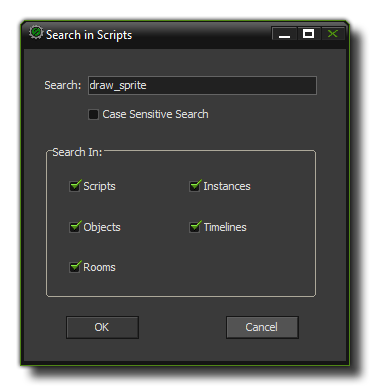 Search in Scripts
Search: draw_sprite
Case Sensitive Search
Search In:
Scripts Instances
Objects Timelines
Rooms
OK Cancel